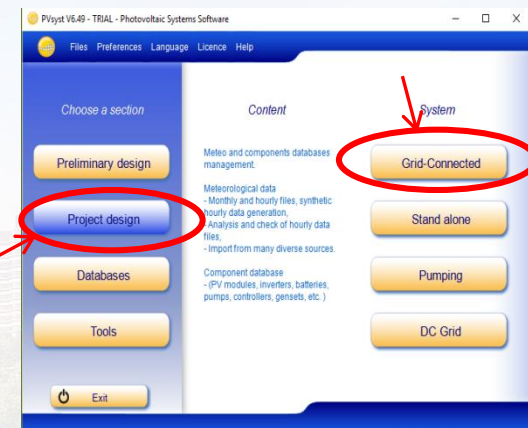 PVsyst V6.49 - TRIAL - Photovoltaic Systems Software
Files Preferences Language Licence Help
Choose a section
Preliminary design
Project design
Databases
Tools
Exit
Content
Meteo and components databases
management.
Meteorological data
- Monthly and hourly files, synthetic
hourly data generation,
- Analysis and check of hourly data
files,
- Import from many diverse sources.
Component database
- (PV modules, inverters, batteries,
pumps, controllers, gensets, etc. )
System
Grid-Connected
Stand alone
Pumping
DC Grid